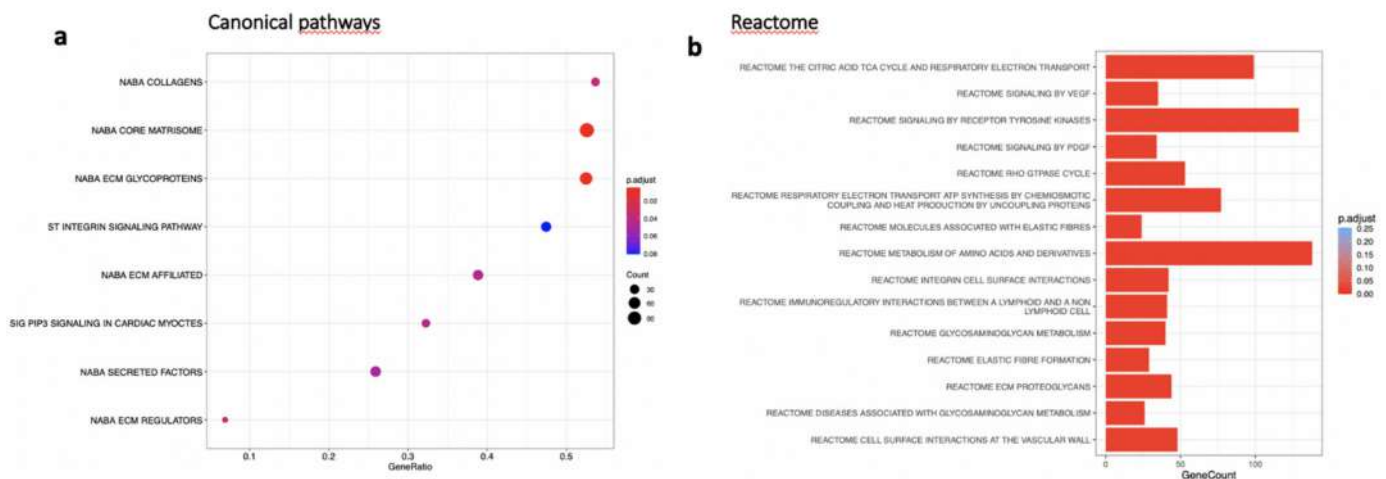 a
Canonical pathways
NABA COLLAGENS
NABA CORE MATRISOME
NABA ECM GLYCOPROTEINS
ST INTEGRIN SIGNALING PATHWAY
NABA ECM AFFILIATED
SIG PIP3 SIGNALING IN CARDIAC MYOCTES
NABA SECRETED FACTORS
NABA ECM REGULATORS
0.1 0.2 0.3 0.4 0.5
GeneRatio
p.adjust
0.02
0.04
0.06
0.08
Count
30
60
90
b
Reactome
REACTOME THE CITRIC ACID TCA CYCLE AND RESPIRATORY ELECTRON TRANSPORT
REACTOME SIGNALING BY VEGF
REACTOME SIGNALING BY RECEPTOR TYROSINE KINASES
REACTOME SIGNALING BY PDGF
REACTOME RHO GTPASE CYCLE
REACTOME RESPIRATORY ELECTRON TRANSPORT ATP SYNTHESIS BY CHEMIOSMOTIC
COUPLING AND HEAT PRODUCTION BY UNCOUPLING PROTEINS
REACTOME MOLECULES ASSOCIATED WITH ELASTIC FIBRES
REACTOME METABOLISM OF AMINO ACIDS AND DERIVATIVES
REACTOME INTEGRIN CELL SURFACE INTERACTIONS
REACTOME IMMUNOREGULATORY INTERACTIONS BETWEEN A LYMPHOID AND A NON
LYMPHOID CELL
REACTOME GLYCOSAMINOGLYCAN METABOLISM
REACTOME ELASTIC FIBRE FORMATION
REACTOME ECM PROTEOGLYCANS
REACTOME DISEASES ASSOCIATED WITH GLYCOSAMINOGLYCAN METABOLISM
REACTOME CELL SURFACE INTERACTIONS AT THE VASCULAR WALL
0 50 100
GeneCount
p.adjust
0.25
0.20
0.15
0.10
0.05
0.00